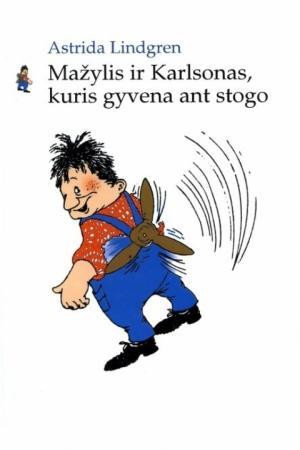 Astrida Lindgren
Mažylis ir Karlsonas,
kuris gyvena ant stogo